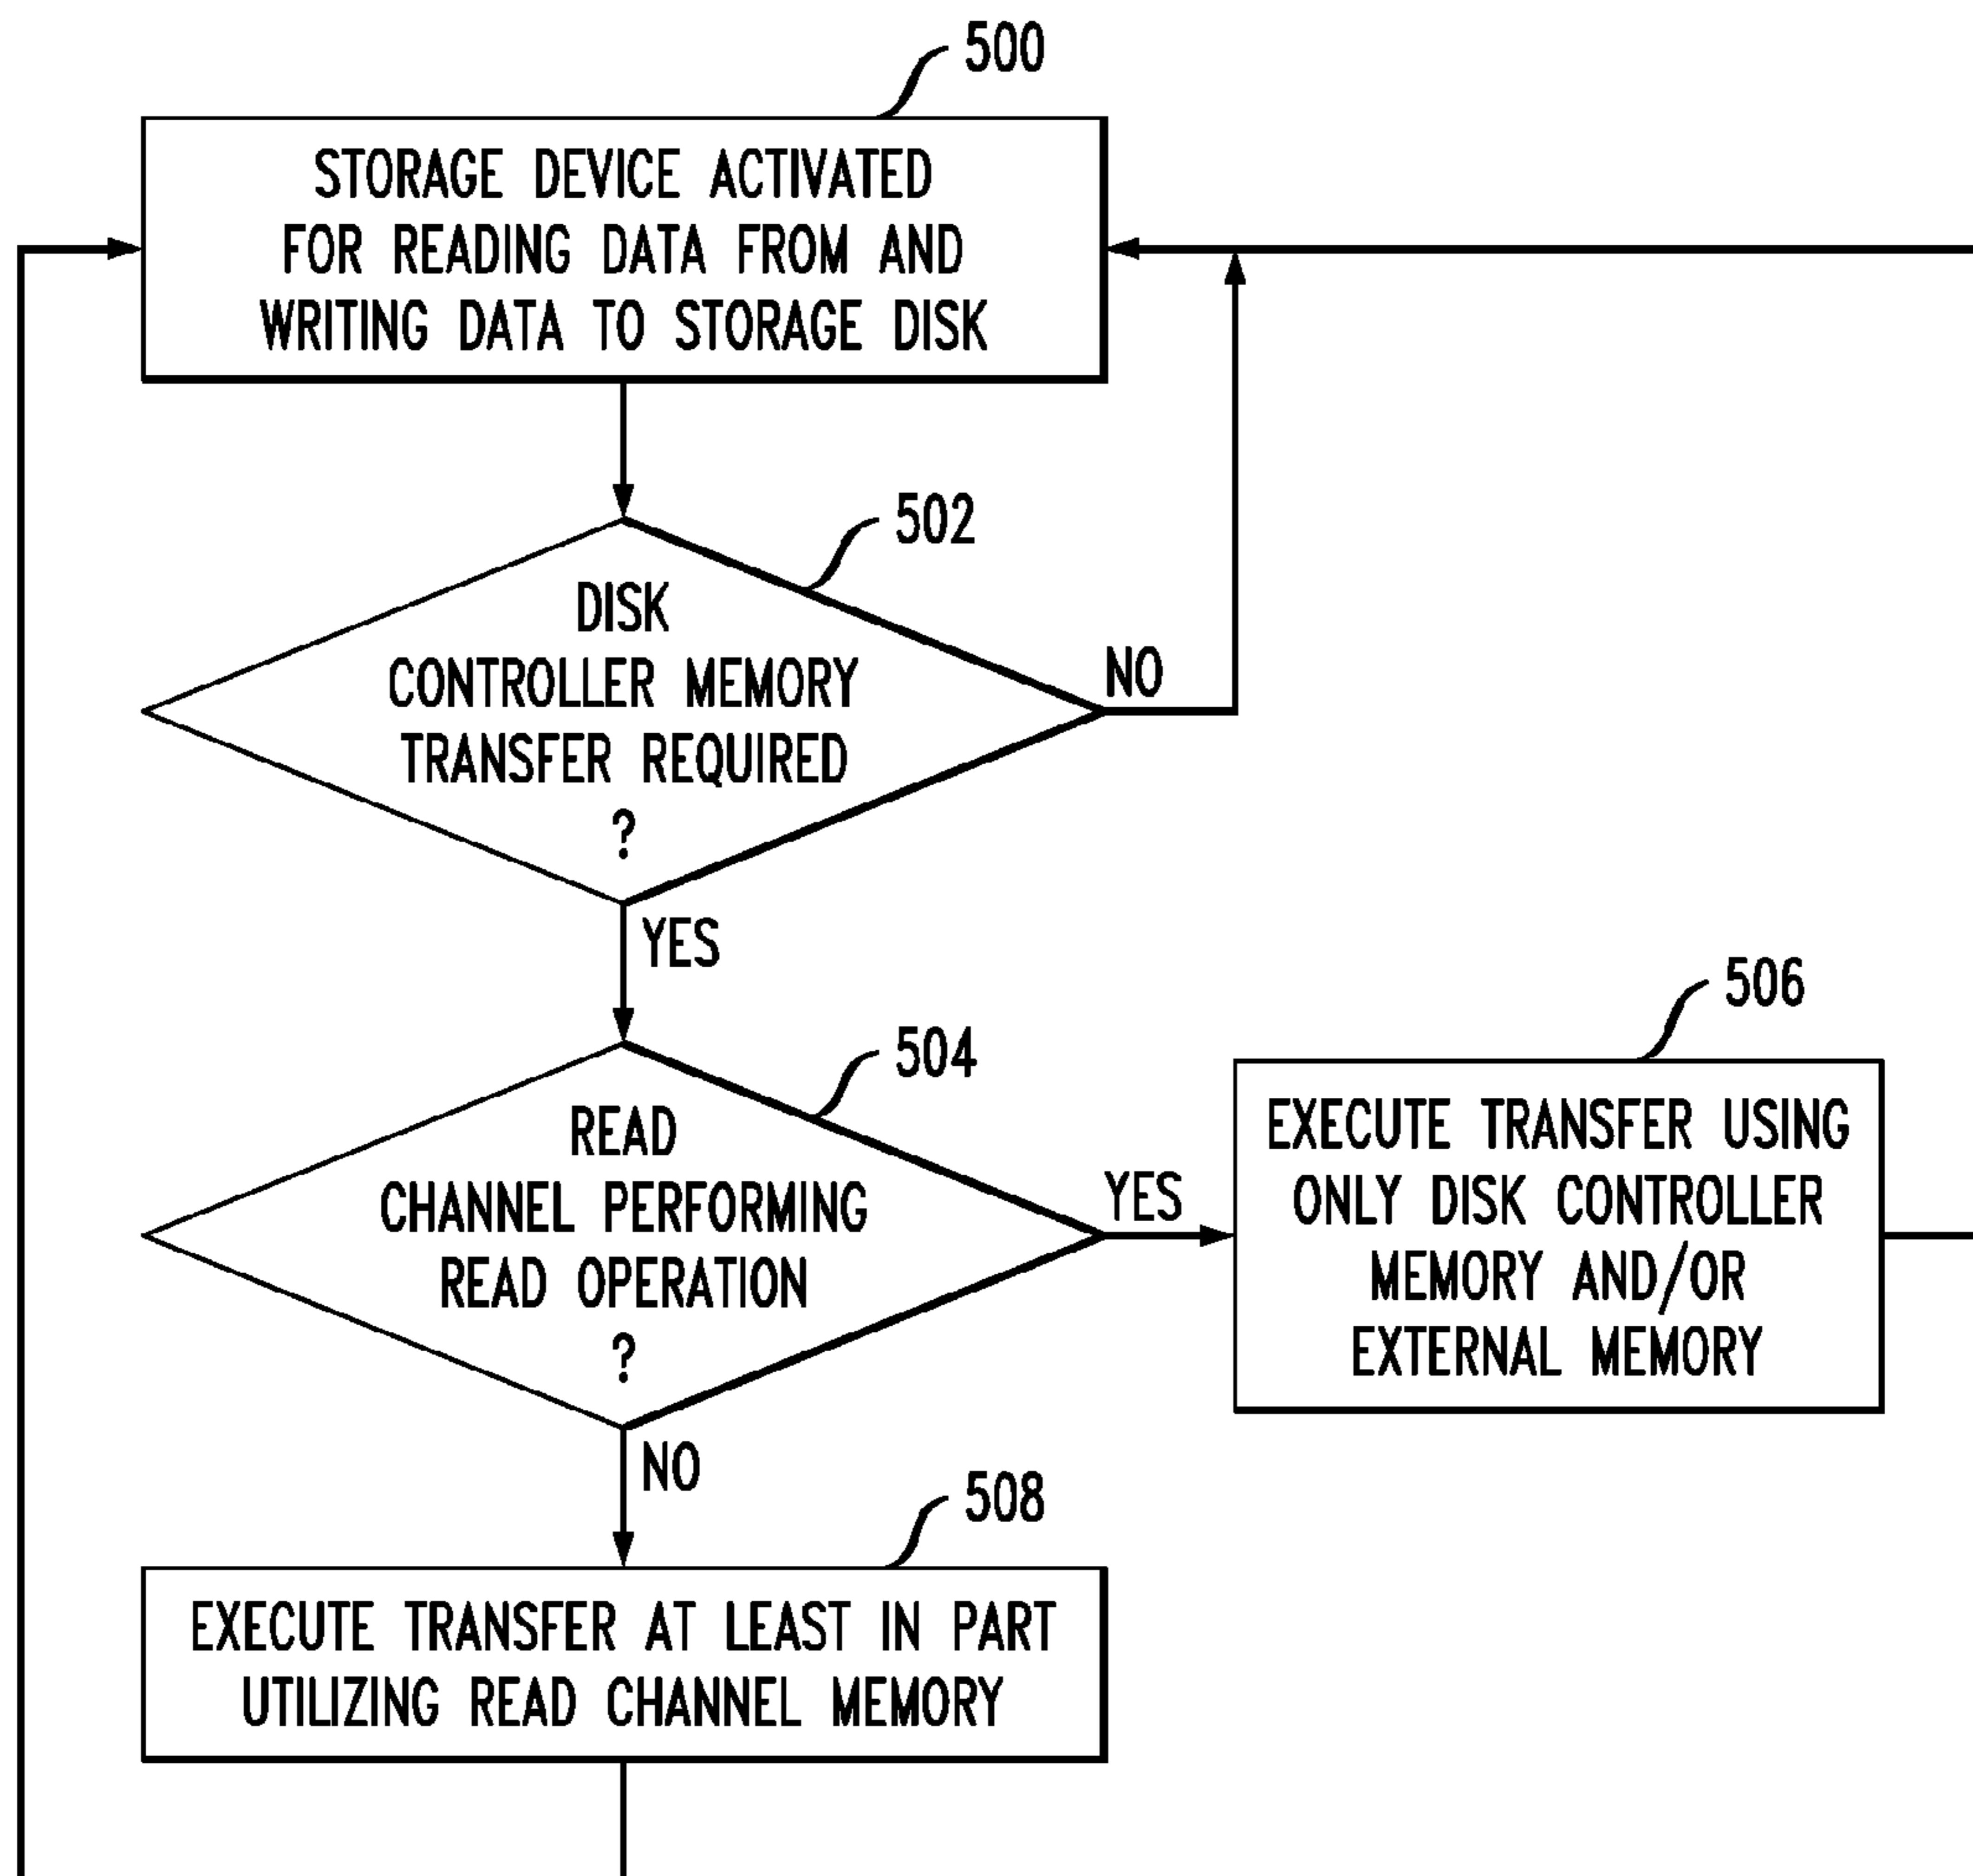 500
STORAGE DEVICE ACTIVATED
FOR READING DATA FROM AND
WRITING DATA TO STORAGE DISK
502
DISK
CONTROLLER MEMORY
TRANSFER REQUIRED
?
NO
YES
504
READ
CHANNEL PERFORMING
READ OPERATION
?
YES
506
EXECUTE TRANSFER USING
ONLY DISK CONTROLLER
MEMORY AND/OR
EXTERNAL MEMORY
NO
508
EXECUTE TRANSFER AT LEAST IN PART
UTILIZING READ CHANNEL MEMORY